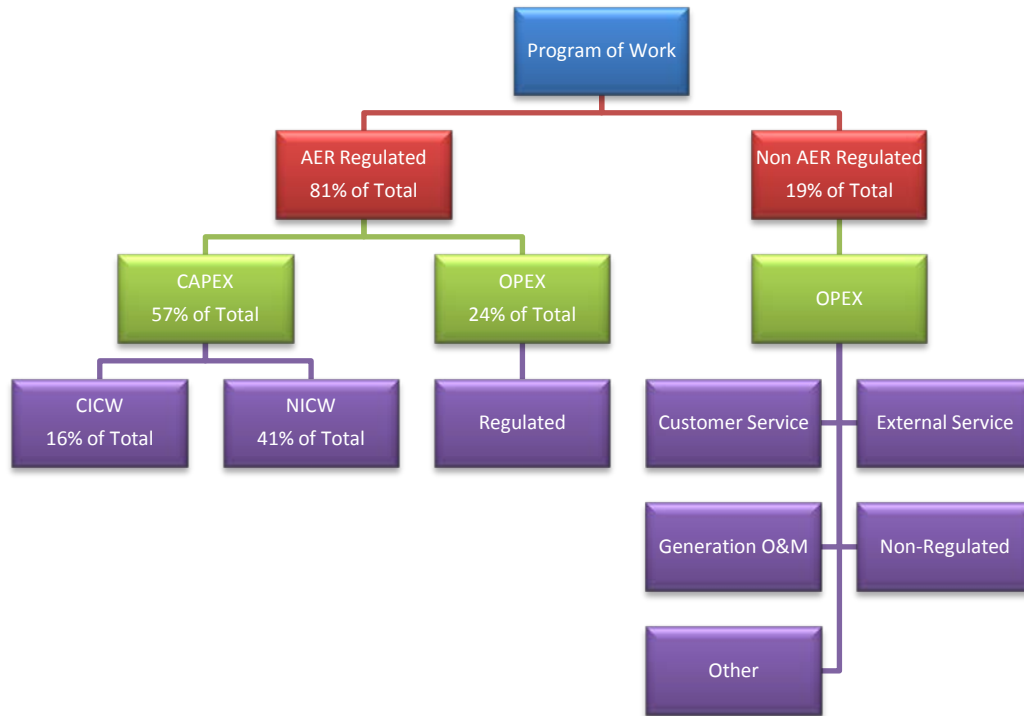 Program of Work
AER Regulated
81% of Total
Non AER Regulated
19% of Total
CAPEX
57% of Total
OPEX
24% of Total
OPEX
CICW
16% of Total
NICW
41% of Total
Regulated
Customer Service
External Service
Generation O&M
Non-Regulated
Other